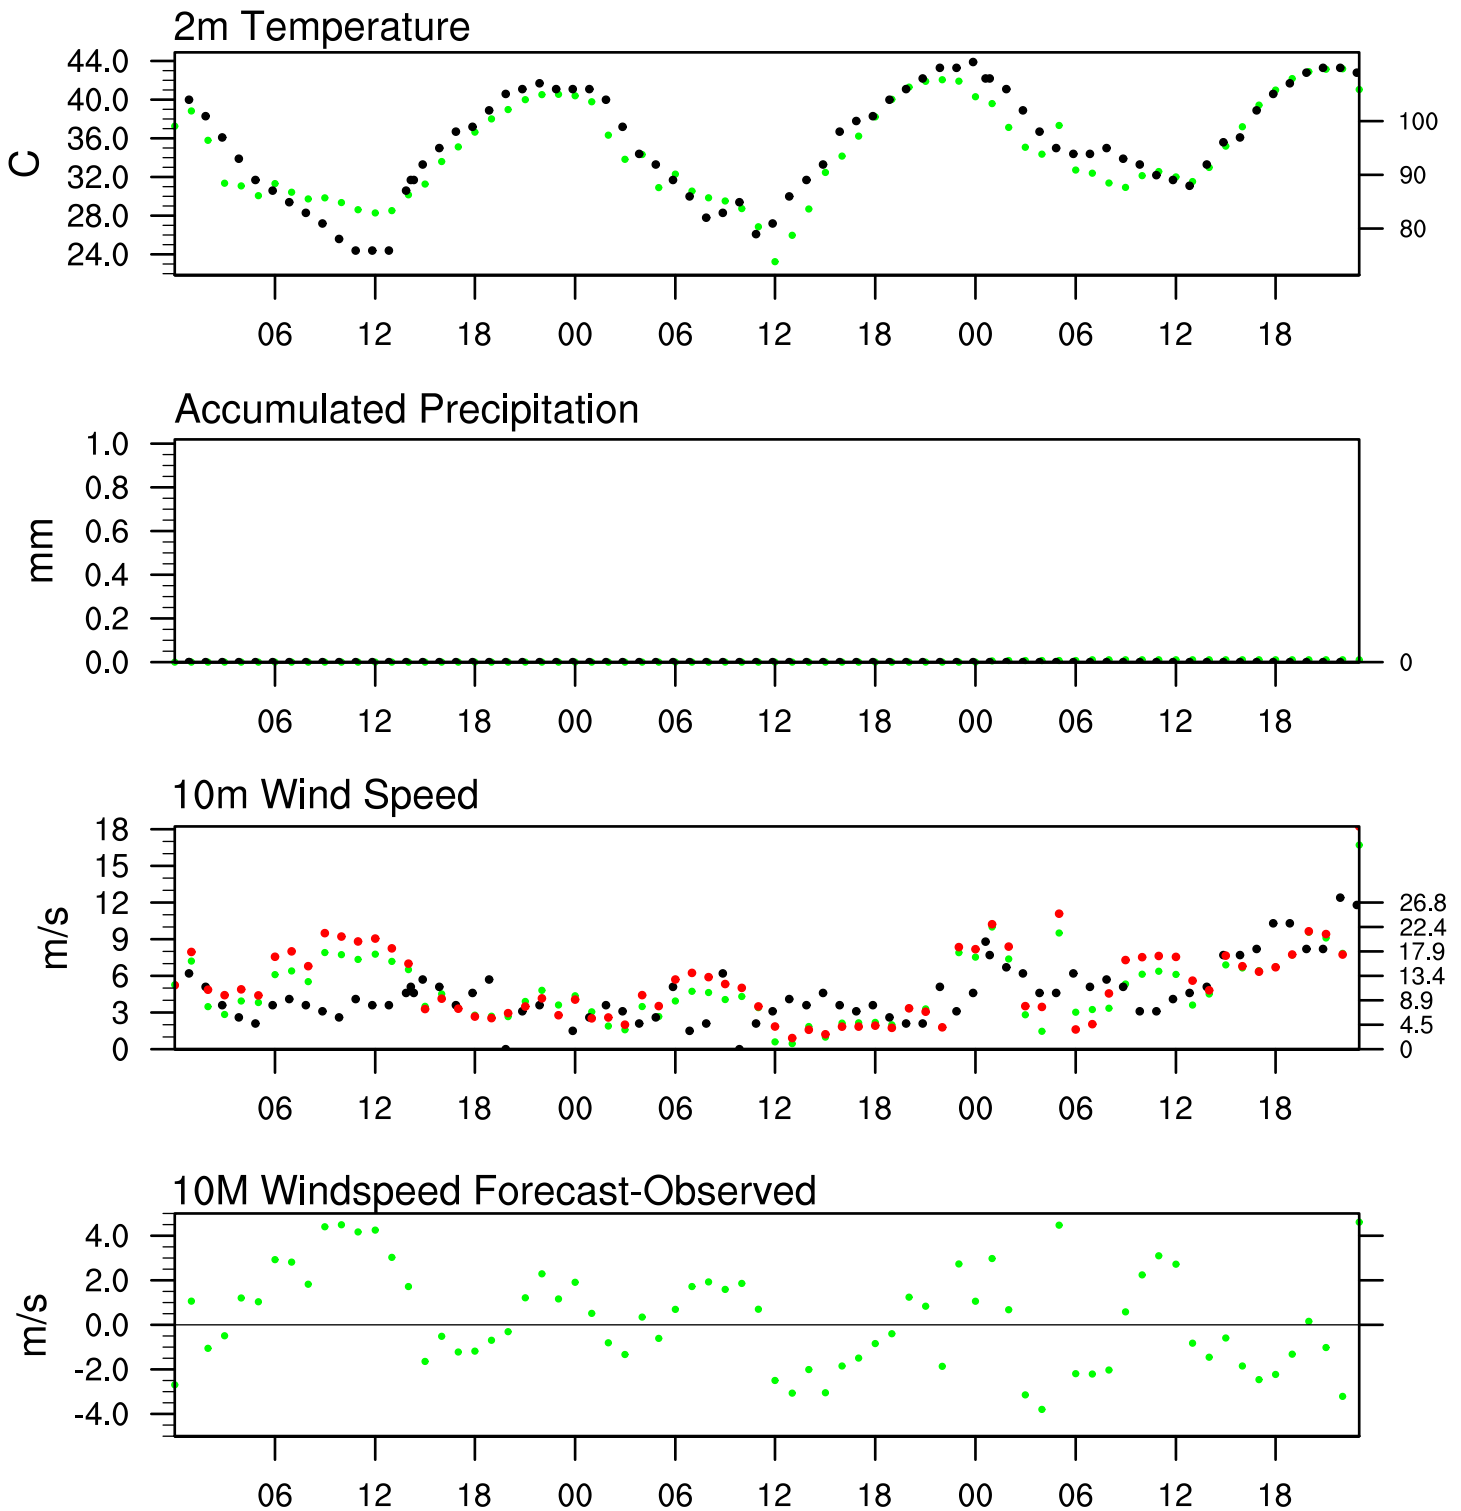 2m Temperature
44.0
40.0
36.0
32.0
28.0
24.0
C
100
90
80
06 12 18 00 06 12 18 00 06 12 18
Accumulated Precipitation
1.0
0.8
0.6
0.4
0.2
0.0
mm
0
06 12 18 00 06 12 18 00 06 12 18
10m Wind Speed
18
15
12
9
6
3
0
m/s
26.8
22.4
17.9
13.4
8.9
4.5
0
06 12 18 00 06 12 18 00 06 12 18
10M Windspeed Forecast-Observed
4.0
2.0
0.0
-2.0
-4.0
m/s
06 12 18 00 06 12 18 00 06 12 18